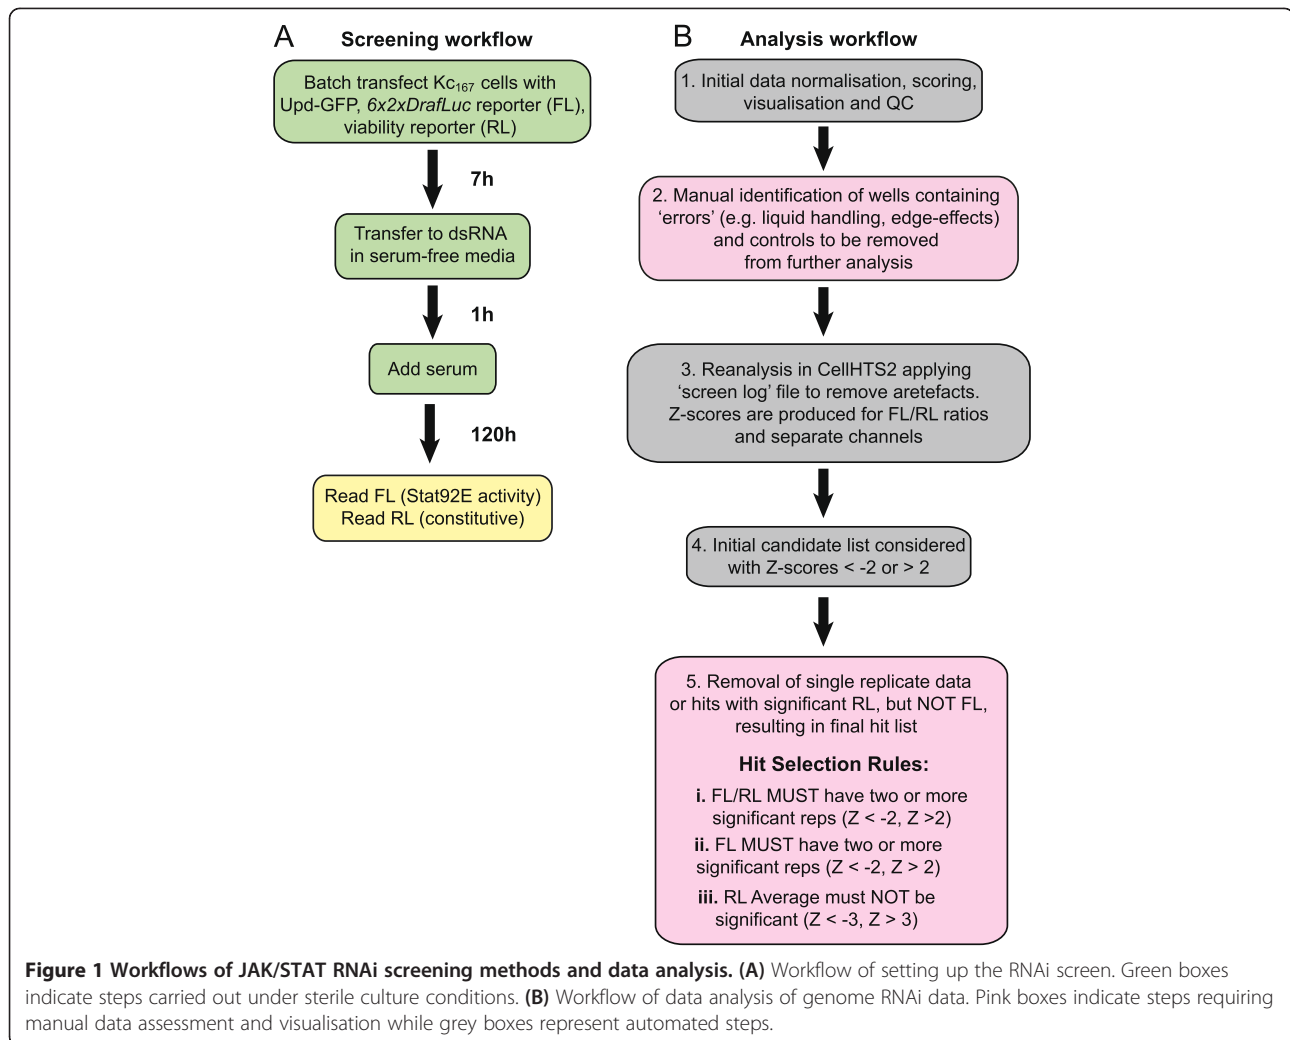 A Screening workflow
Batch transfect Kc167 cells with
Upd-GFP, 6x2xDrafLuc reporter (FL),
viability reporter (RL)
7h
Transfer to dsRNA
in serum-free media
1h
Add serum
120h
Read FL (Stat92E activity)
Read RL (constitutive)
B Analysis workflow
1. Initial data normalisation, scoring,
visualisation and QC
2. Manual identification of wells containing
‘errors’ (e.g. liquid handling, edge-effects)
and controls to be removed
from further analysis
3. Reanalysis in CellHTS2 applying
‘screen log’ file to remove aretefacts.
Z-scores are produced for FL/RL ratios
and separate channels
4. Initial candidate list considered
with Z-scores < -2 or > 2
5. Removal of single replicate data
or hits with significant RL, but NOT FL,
resulting in final hit list
Hit Selection Rules:
i. FL/RL MUST have two or more
significant reps (Z < -2, Z >2)
ii. FL MUST have two or more
significant reps (Z < -2, Z > 2)
iii. RL Average must NOT be
significant (Z < -3, Z > 3)
Figure 1 Workflows of JAK/STAT RNAi screening methods and data analysis. (A) Workflow of setting up the RNAi screen. Green boxes
indicate steps carried out under sterile culture conditions. (B) Workflow of data analysis of genome RNAi data. Pink boxes indicate steps requiring
manual data assessment and visualisation while grey boxes represent automated steps.